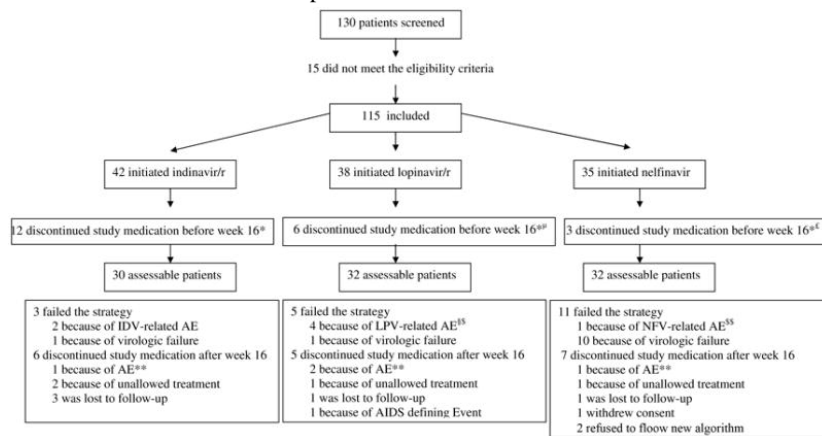 130 patients screened
15 did not meet the eligibility criteria
115 included
42 initiated indinavir/r
38 initiated lopinavir/r
35 initiated nelfinavir
12 discontinued study medication before week 16*
6 discontinued study medication before week 16*µ
3 discontinued study medication before week 16*£
30 assessable patients
32 assessable patients
32 assessable patients
3 failed the strategy
2 because of IDV-related AE
1 because of virologic failure
6 discontinued study medication after week 16
1 because of AE**
2 because of unallowed treatment
3 was lost to follow-up
5 failed the strategy
4 because of LPV-related AE§§
1 because of virologic failure
5 discontinued study medication after week 16
2 because of AE**
1 because of unallowed treatment
1 was lost to follow-up
1 because of AIDS defining Event
11 failed the strategy
1 because of NFV-related AE$$
10 because of virologic failure
7 discontinued study medication after week 16
1 because of AE**
1 because of unallowed treatment
1 was lost to follow-up
1 withdrew consent
2 refused to floow new algorithm